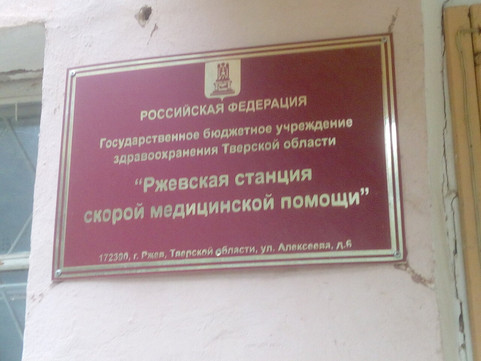 РОССИЙСКАЯ ФЕДЕРАЦИЯ
Государственное бюджетное учреждение
здравоохранения Тверской области
"Ржевская станция
скорой медицинской помощи"
172390, г. Ржев, Тверской области, ул. Алексеева, д.6